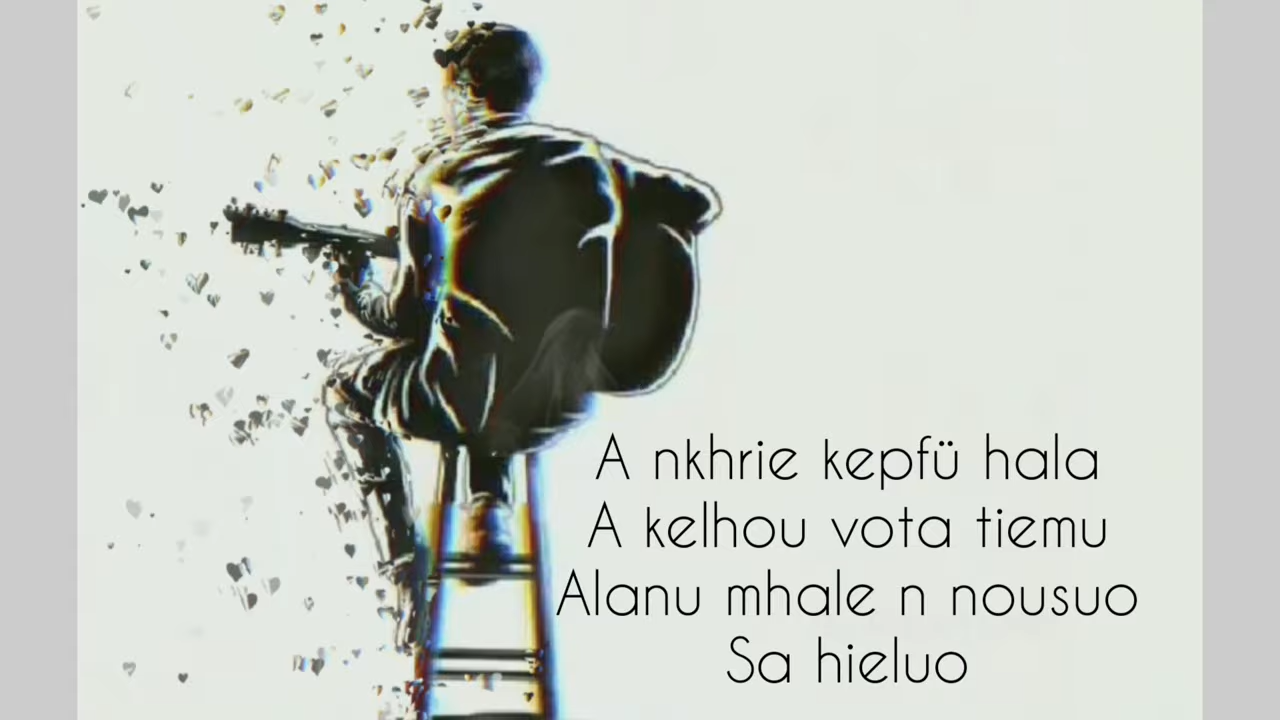 A nkhrie kepfü hala
A kelhou vota tiemu
Alanu mhale n nousuo
Sa hieluo